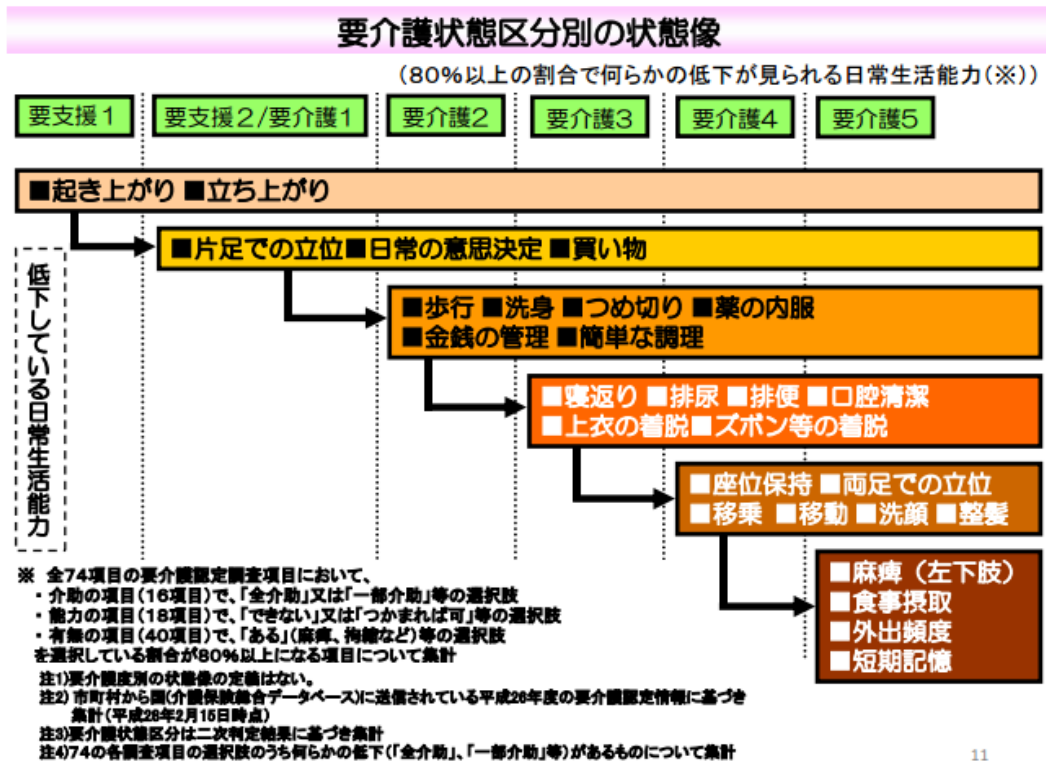 要介護状態区分別の状態像
(80%以上の割合で何らかの低下が見られる日常生活能力(※))
要支援1
要支援2/要介護1
要介護2
要介護3
要介護4
要介護5
■起き上がり ■立ち上がり
■片足での立位■日常の意思決定 ■買い物
低下している日常生活能力
■歩行 ■洗身 ■つめ切り ■薬の内服
■金銭の管理 ■簡単な調理
■寝返り ■排尿 ■排便 ■口腔清潔
■上衣の着脱■ズボン等の着脱
■座位保持 ■両足での立位
■移乗 ■移動 ■洗顔 ■整髪
■麻痺(左下肢)
■食事摂取
■外出頻度
■短期記憶
※ 全74項目の要介護認定調査項目において、
・介助の項目(16項目)で、「全介助」又は「一部介助」等の選択肢
・能力の項目(18項目)で、「できない」又は「つかまれば可」等の選択肢
・有無の項目(40項目)で、「ある」(麻痺、拘縮など)等の選択肢
を選択している割合が80%以上になる項目について集計
注1)要介護度別の状態像の定義はない。
注2) 市町村から国(介護保険総合データベース)に送信されている平成26年度の要介護認定情報に基づき
集計(平成28年2月15日時点)
注3)要介護状態区分は二次判定結果に基づき集計
注4)74の各調査項目の選択肢のうち何らかの低下(「全介助」、「一部介助」等)があるものについて集計
11